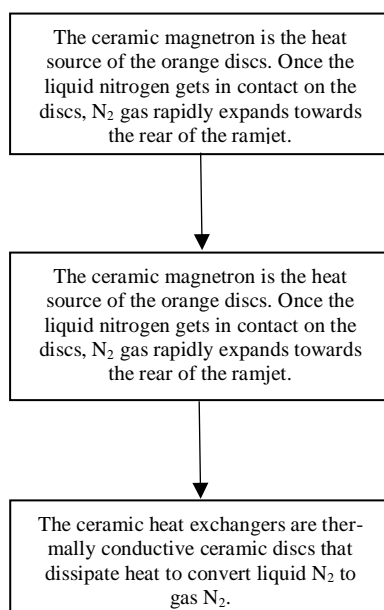 The ceramic magnetron is the heat
source of the orange discs. Once the
liquid nitrogen gets in contact on the
discs, N₂ gas rapidly expands towards
the rear of the ramjet.
The ceramic magnetron is the heat
source of the orange discs. Once the
liquid nitrogen gets in contact on the
discs, N₂ gas rapidly expands towards
the rear of the ramjet.
The ceramic heat exchangers are ther-
mally conductive ceramic discs that
dissipate heat to convert liquid N₂ to
gas N₂.